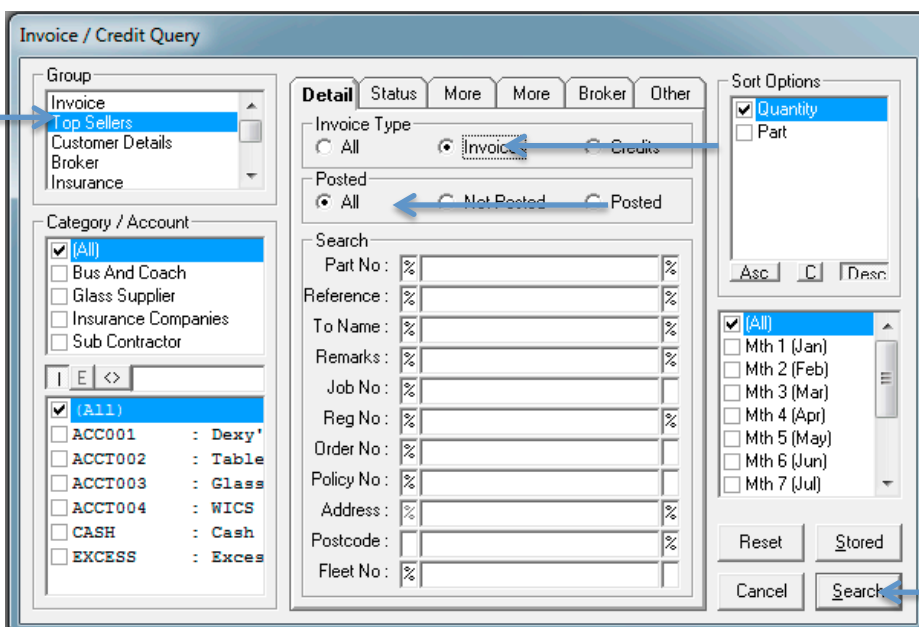 Invoice / Credit Query
Group
Invoice
Top Sellers
Customer Details
Broker
Insurance
Category / Account
(All)
Bus And Coach
Glass Supplier
Insurance Companies
Sub Contractor
I E <>
(All)
ACC001 : Dexy'
ACCT002 : Table
ACCT003 : Glass
ACCT004 : WICS
CASH : Cash
EXCESS : Exces
Detail Status More More Broker Other
Invoice Type
All Invoice Credits
Posted
All Not Posted Posted
Search
Part No : % %
Reference : % %
To Name : % %
Remarks : % %
Job No : %
Reg No : % %
Order No : %
Policy No : %
Address : % %
Postcode : %
Fleet No : %
Sort Options
Quantity
Part
Asc C Desc
(All)
Mth 1 (Jan)
Mth 2 (Feb)
Mth 3 (Mar)
Mth 4 (Apr)
Mth 5 (May)
Mth 6 (Jun)
Mth 7 (Jul)
Reset Stored
Cancel Search